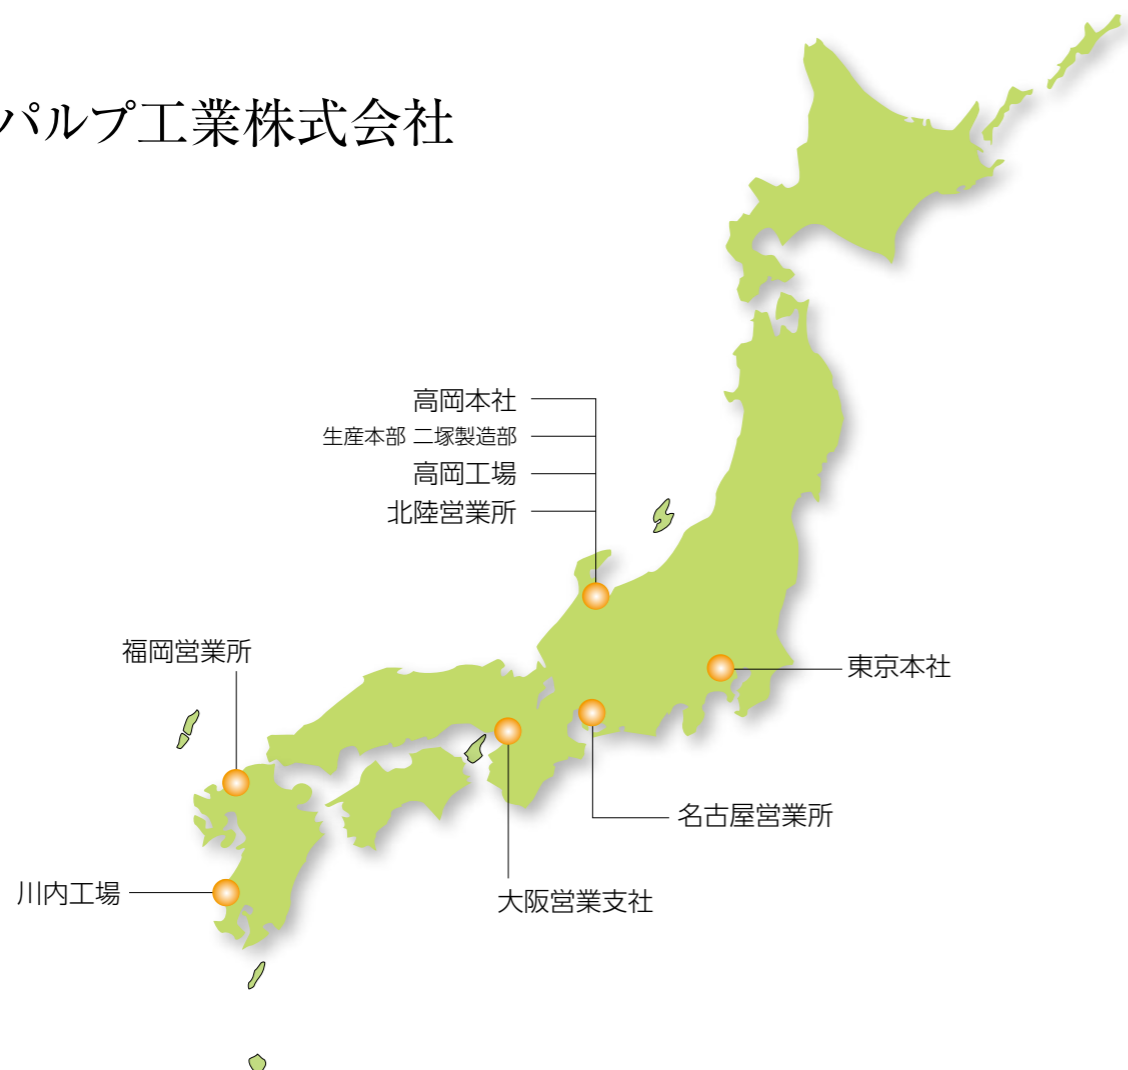 パルプ工業株式会社
高岡本社
生産本部 二塚製造部
高岡工場
北陸営業所
福岡営業所
東京本社
名古屋営業所
川内工場
大阪営業支社